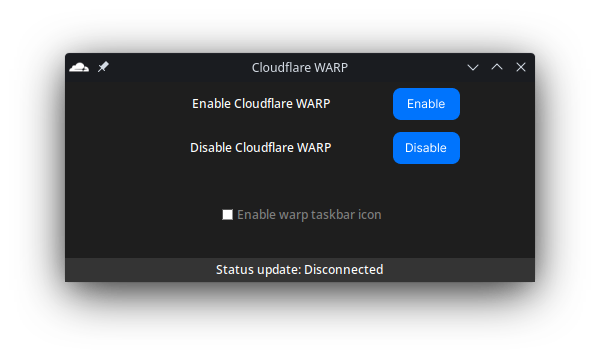 Cloudflare WARP
Enable Cloudflare WARP Enable
Disable Cloudflare WARP Disable
Enable warp taskbar icon
Status update: Disconnected